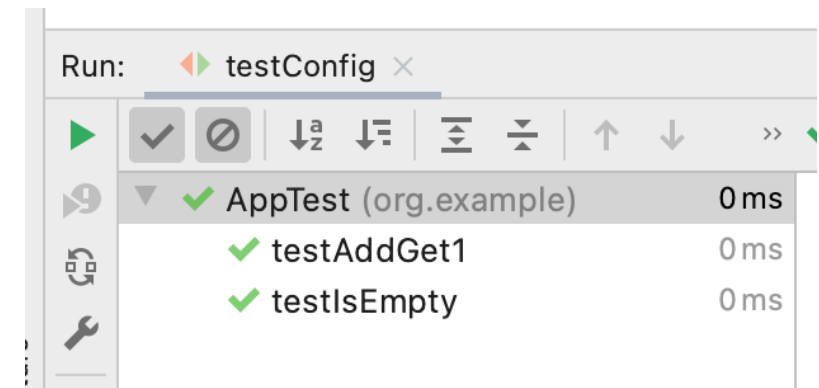 Run: testConfig
AppTest (org.example) 0 ms
testAddGet1 0 ms
testIsEmpty 0 ms